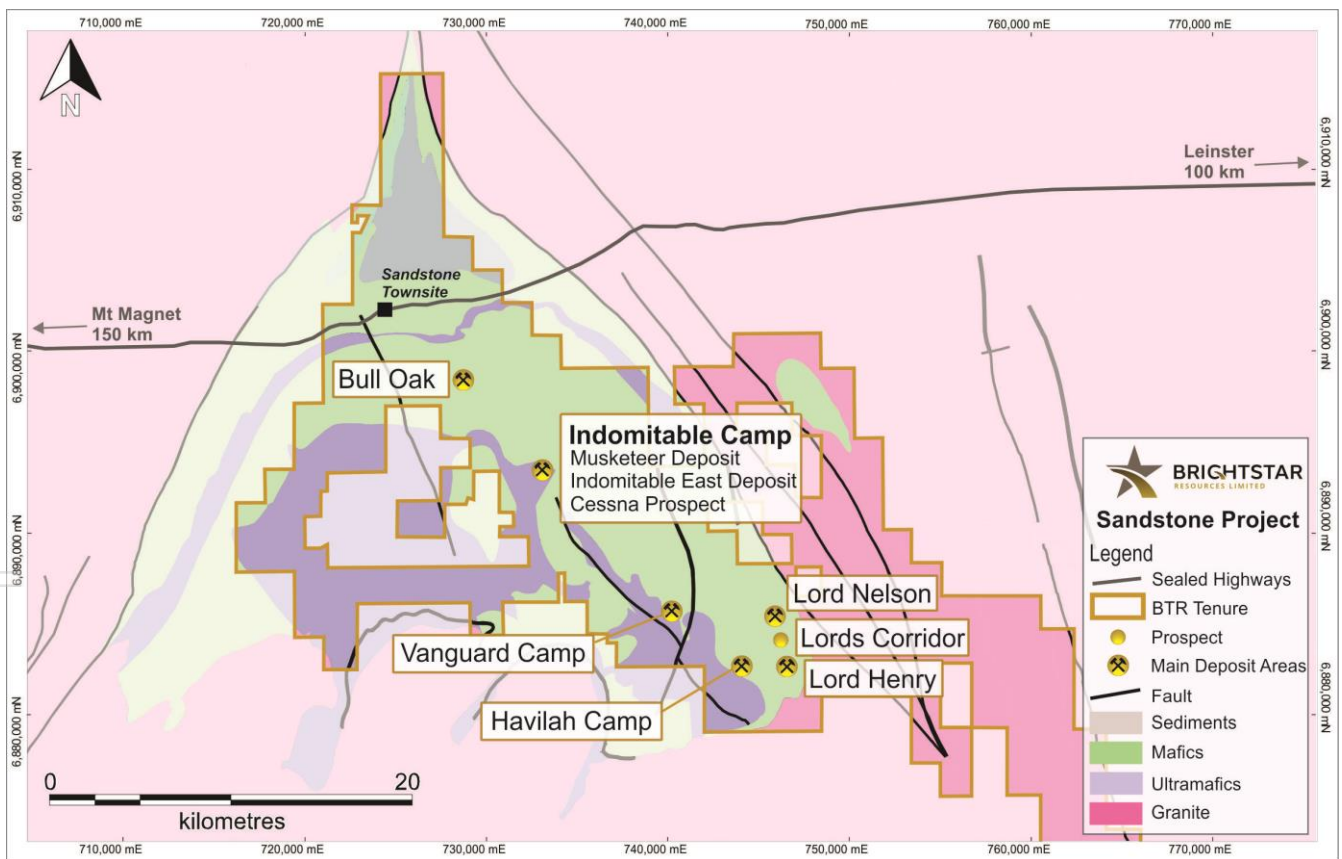 710,000 mE
720,000 mE
730,000 mE
740,000 mE
750,000 mE
760,000 mE
770,000 mE
N
6,910,000 mN
6,910,000 mN
Leinster
100 km
Sandstone
Townsite
Mt Magnet
150 km
6,900,000 mN
6,900,000 mN
Bull Oak
Indomitable Camp
Musketeer Deposit
Indomitable East Deposit
Cessna Prospect
6,890,000 mN
6,890,000 mN
Lord Nelson
Lords Corridor
Lord Henry
Vanguard Camp
Havilah Camp
6,880,000 mN
6,880,000 mN
BRIGHTSTAR
RESOURCES LIMITED
Sandstone Project
Legend
Sealed Highways
BTR Tenure
Prospect
Main Deposit Areas
Fault
Sediments
Mafics
Ultramafics
Granite
0 20
kilometres
710,000 mE
720,000 mE
730,000 mE
740,000 mE
750,000 mE
760,000 mE
770,000 mE